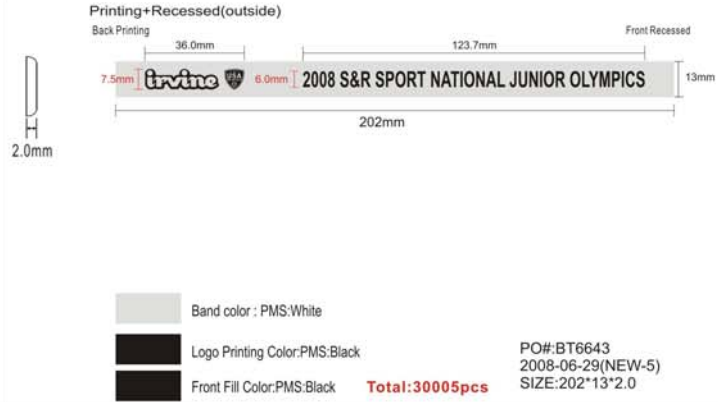 Printing+Recessed(outside)
Back Printing
Front Recessed
36.0mm
123.7mm
7.5mm
irvine
USA
6.0mm
2008 S&R SPORT NATIONAL JUNIOR OLYMPICS
13mm
202mm
2.0mm
Band color : PMS:White
Logo Printing Color:PMS:Black
Front Fill Color:PMS:Black
Total:30005pcs
PO#:BT6643
2008-06-29(NEW-5)
SIZE:202*13*2.0